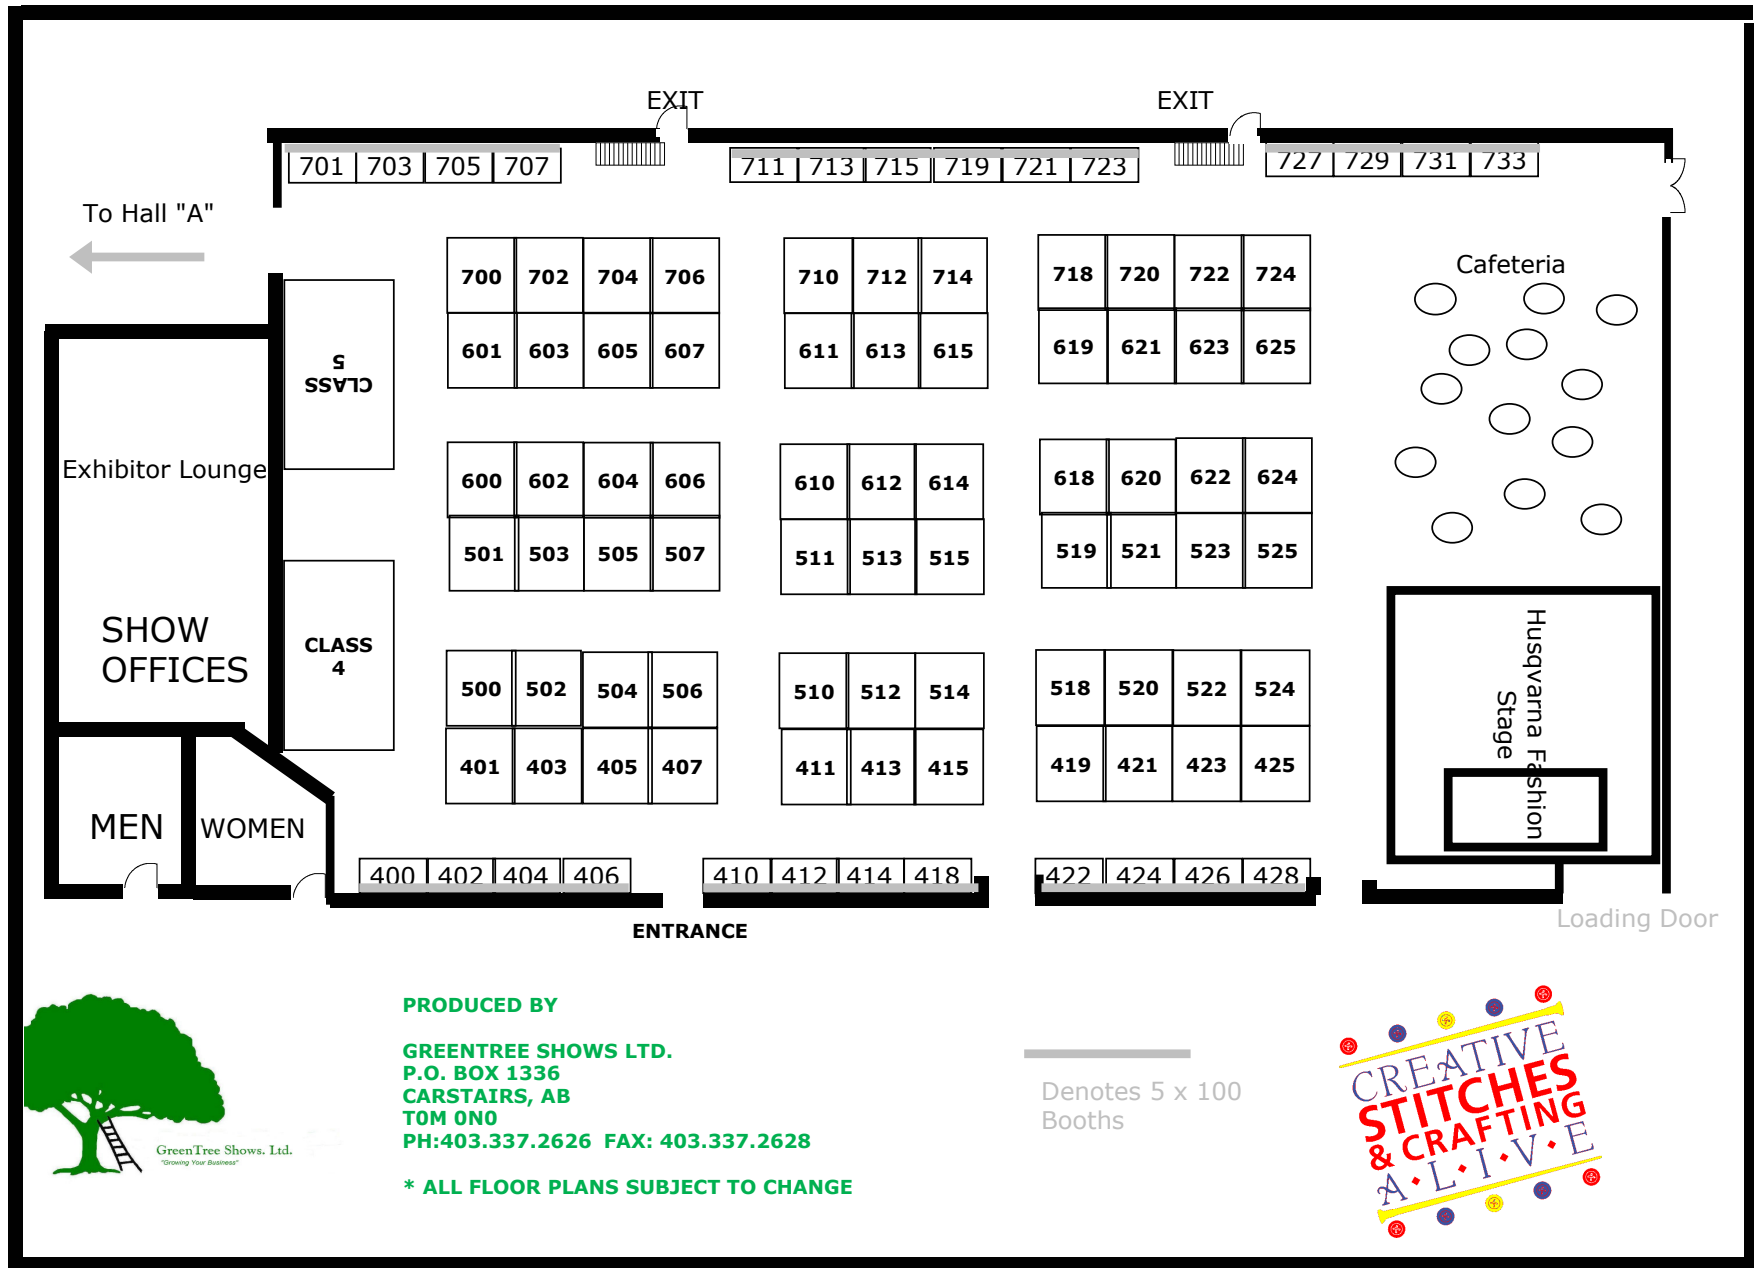 EXIT EXIT
701 703 705 707 711 713 715 719 721 723 727 729 731 733
To Hall "A"
700 702 704 706 710 712 714 718 720 722 724
601 603 605 607 611 613 615 619 621 623 625
Cafeteria
CLASS
5
Exhibitor Lounge
600 602 604 606 610 612 614 618 620 622 624
501 503 505 507 511 513 515 519 521 523 525
SHOW
OFFICES
CLASS
4
500 502 504 506 510 512 514 518 520 522 524
401 403 405 407 411 413 415 419 421 423 425
Husqvarna Fashion
Stage
MEN
WOMEN
400 402 404 406 410 412 414 418 422 424 426 428
ENTRANCE
Loading Door
PRODUCED BY
GREENTREE SHOWS LTD.
P.O. BOX 1336
CARSTAIRS, AB
T0M 0N0
PH:403.337.2626 FAX: 403.337.2628
* ALL FLOOR PLANS SUBJECT TO CHANGE
GreenTree Shows. Ltd.
"Growing Your Business"
Denotes 5 x 100
Booths
CREATIVE
STITCHES
& CRAFTING
A·L·I·V·E